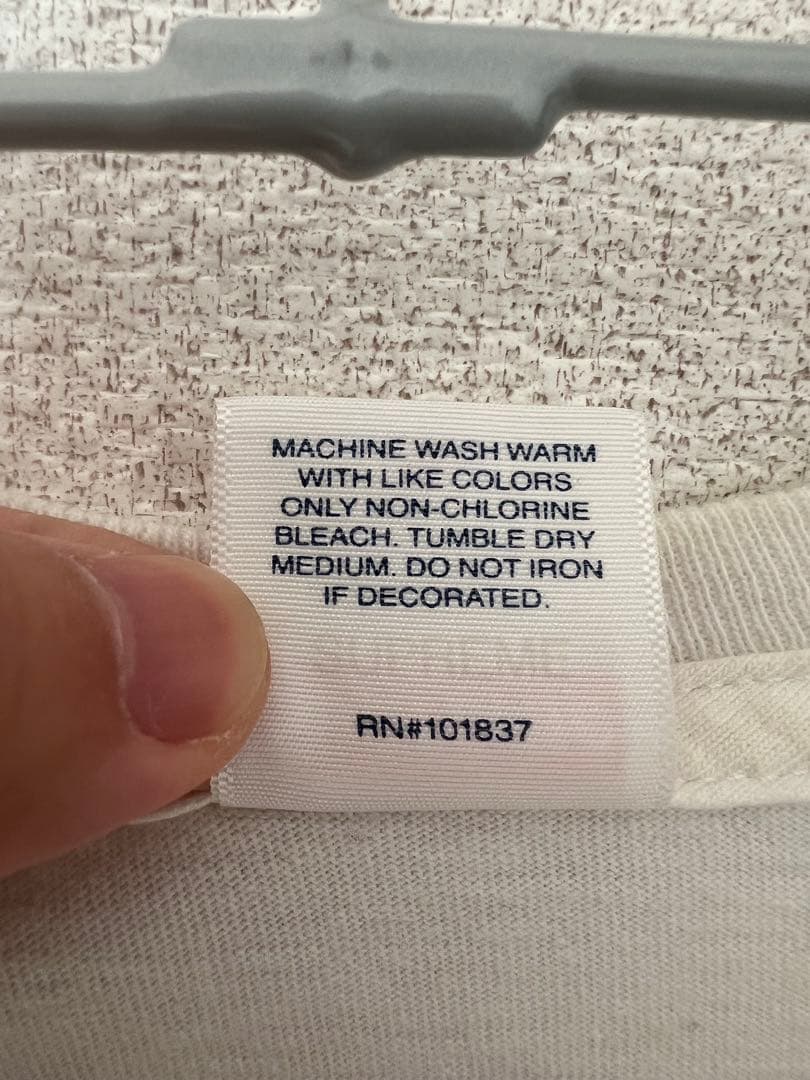 MACHINE WASH WARM
WITH LIKE COLORS
ONLY NON-CHLORINE
BLEACH. TUMBLE DRY
MEDIUM. DO NOT IRON
IF DECORATED.
RN#101837